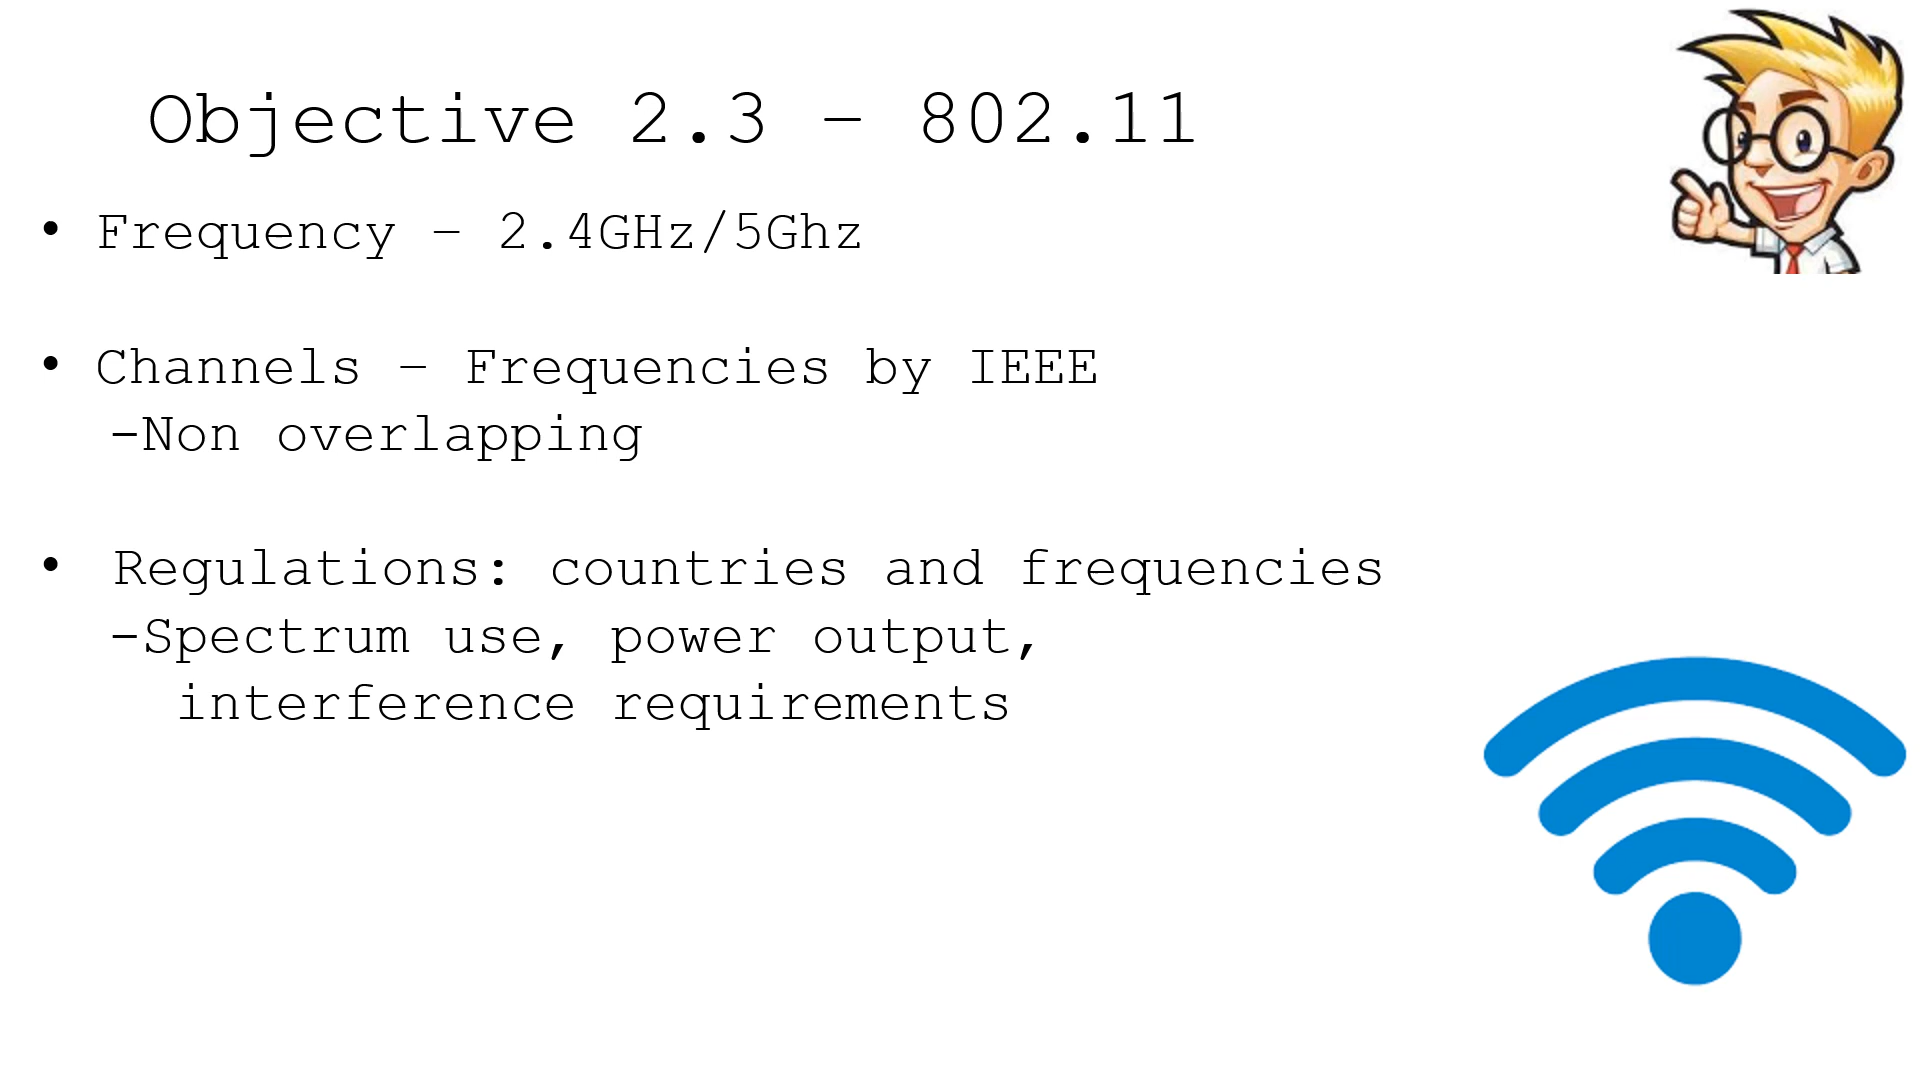 Objective 2.3 – 802.11
• Frequency – 2.4GHz/5Ghz
• Channels – Frequencies by IEEE
-Non overlapping
• Regulations: countries and frequencies
-Spectrum use, power output,
interference requirements